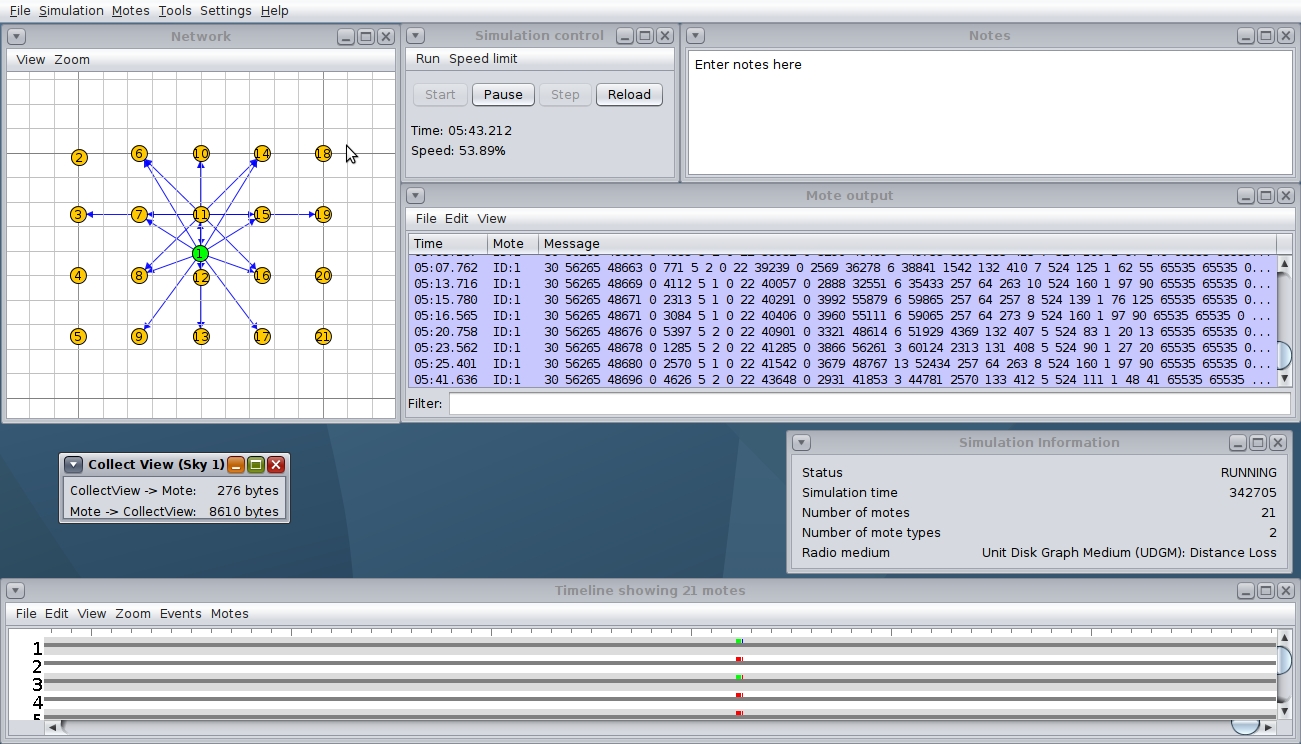 File Simulation Motes Tools Settings Help
Network
View Zoom
2 6 10 14 18
3 7 11 15 19
1
4 8 12 16 20
5 9 13 17 21
Simulation control
Run Speed limit
Start Pause Step Reload
Time: 05:43.212
Speed: 53.89%
Notes
Enter notes here
Mote output
File Edit View
Time Mote Message
05:07.762 ID:1 30 56265 48663 0 771 5 2 0 22 39239 0 2569 36278 6 38841 1542 132 410 7 524 125 1 62 55 65535 65535 0...
05:13.716 ID:1 30 56265 48669 0 4112 5 1 0 22 40057 0 2888 32551 6 35433 257 64 263 10 524 160 1 97 90 65535 0...
05:15.780 ID:1 30 56265 48671 0 2313 5 1 0 22 40291 0 3992 55879 6 59865 257 64 257 8 524 139 1 76 125 65535 0...
05:16.565 ID:1 30 56265 48671 0 3084 5 1 0 22 40406 0 3960 55111 6 59065 257 64 273 9 524 160 1 97 90 65535 0 ...
05:20.758 ID:1 30 56265 48676 0 5397 5 2 0 22 40901 0 3321 48614 6 51929 4369 132 407 5 524 83 1 20 13 65535 0...
05:23.562 ID:1 30 56265 48678 0 1285 5 2 0 22 41285 0 3866 56261 3 60124 2313 131 408 5 524 90 1 27 20 65535 0...
05:25.401 ID:1 30 56265 48680 0 2570 5 1 0 22 41542 0 3679 48767 13 52434 257 64 263 8 524 160 1 97 90 65535 0...
05:41.636 ID:1 30 56265 48696 0 4626 5 2 0 22 43648 0 2931 41853 3 44781 2570 133 412 5 524 111 1 48 41 65535 65535 ...
Filter:
Collect View (Sky 1)
CollectView -> Mote: 276 bytes
Mote -> CollectView: 8610 bytes
Simulation Information
Status RUNNING
Simulation time 342705
Number of motes 21
Number of mote types 2
Radio medium Unit Disk Graph Medium (UDGM): Distance Loss
Timeline showing 21 motes
File Edit View Zoom Events Motes
1
2
3
4